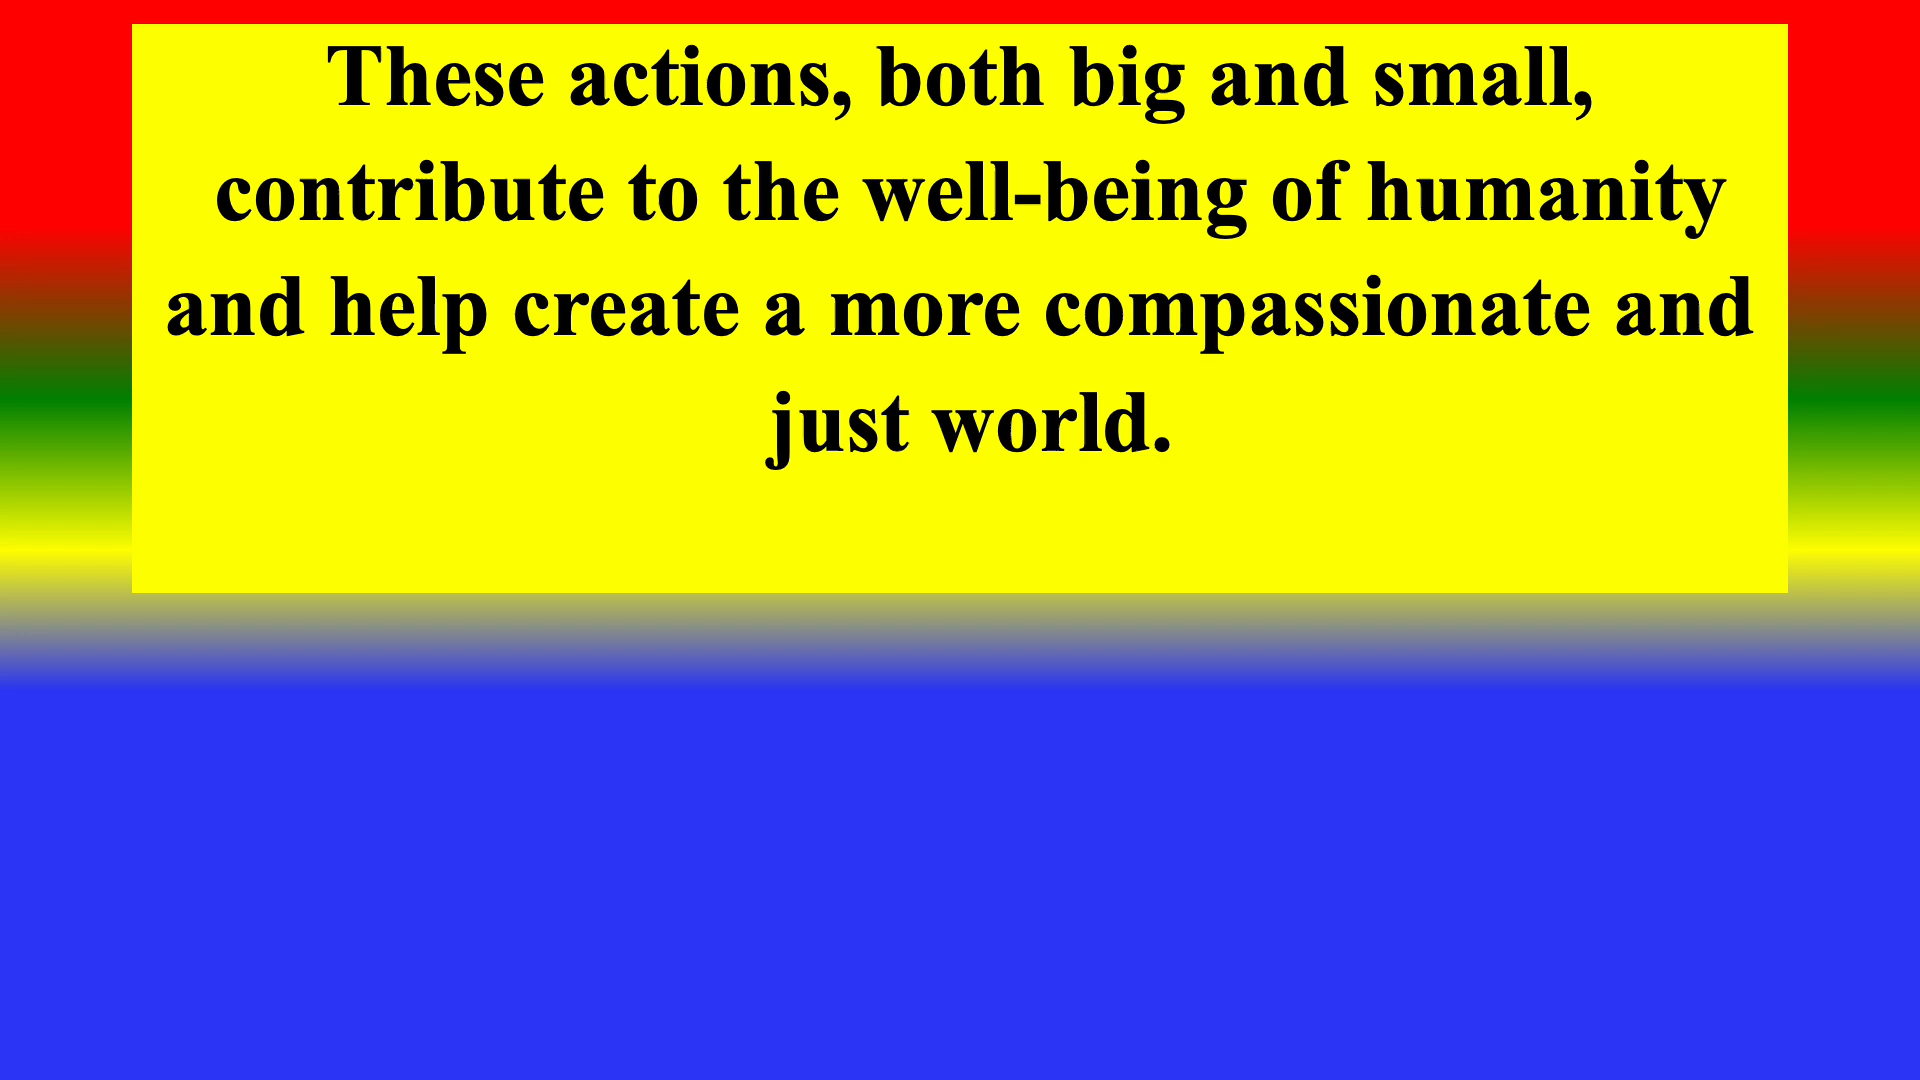 These actions, both big and small,
contribute to the well-being of humanity
and help create a more compassionate and
just world.